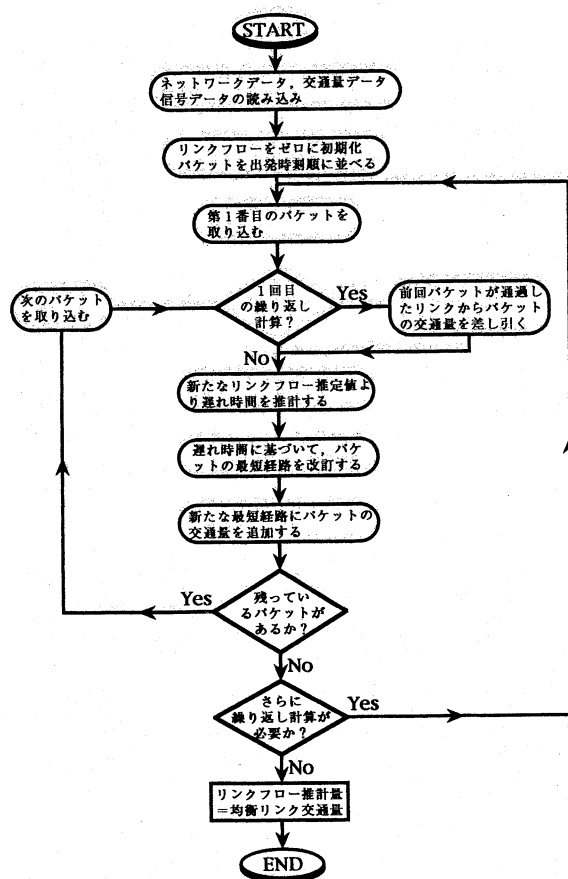 START
ネットワークデータ，交通量データ
信号データの読み込み
リンクフローをゼロに初期化
パケットを出発時刻順に並べる
第1番目のパケットを
取り込む
次のパケット
を取り込む
1回目
の繰り返し
計算？
Yes
前回パケットが通過し
たリンクからパケット
の交通量を差し引く
No
新たなリンクフロー推定値よ
り遅れ時間を推計する
遅れ時間に基づいて，パケ
ットの最短経路を改訂する
新たな最短経路にパケットの
交通量を追加する
Yes
残ってい
るパケットが
あるか？
No
さらに
繰り返し計算が
必要か？
Yes
No
リンクフロー推計量
＝均衡リンク交通量
END